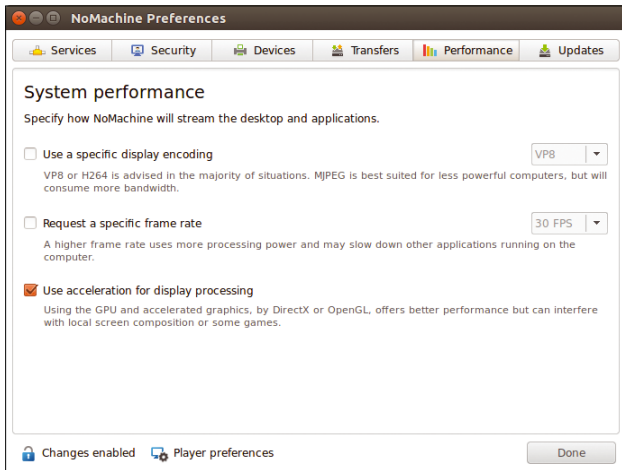 NoMachine Preferences
Services Security Devices Transfers Performance Updates
System performance
Specify how NoMachine will stream the desktop and applications.
Use a specific display encoding VP8
VP8 or H264 is advised in the majority of situations. MJPEG is best suited for less powerful computers, but will
consume more bandwidth.
Request a specific frame rate 30 FPS
A higher frame rate uses more processing power and may slow down other applications running on the
computer.
Use acceleration for display processing
Using the GPU and accelerated graphics, by DirectX or OpenGL, offers better performance but can interfere
with local screen composition or some games.
Changes enabled Player preferences Done